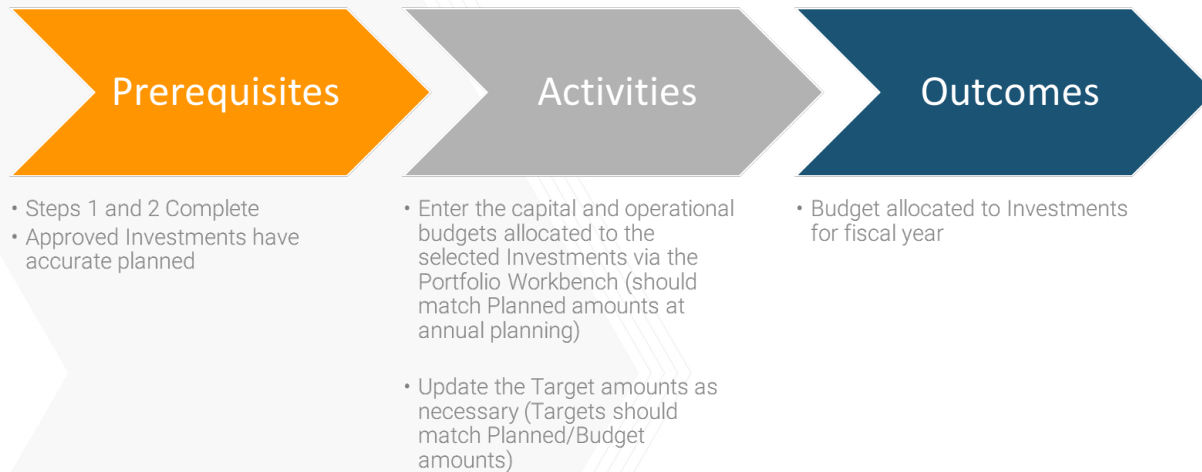 Prerequisites
Activities
Outcomes
• Steps 1 and 2 Complete
• Approved Investments have
accurate planned
• Enter the capital and operational
budgets allocated to the
selected Investments via the
Portfolio Workbench (should
match Planned amounts at
annual planning)
• Update the Target amounts as
necessary (Targets should
match Planned/Budget
amounts)
• Budget allocated to Investments
for fiscal year